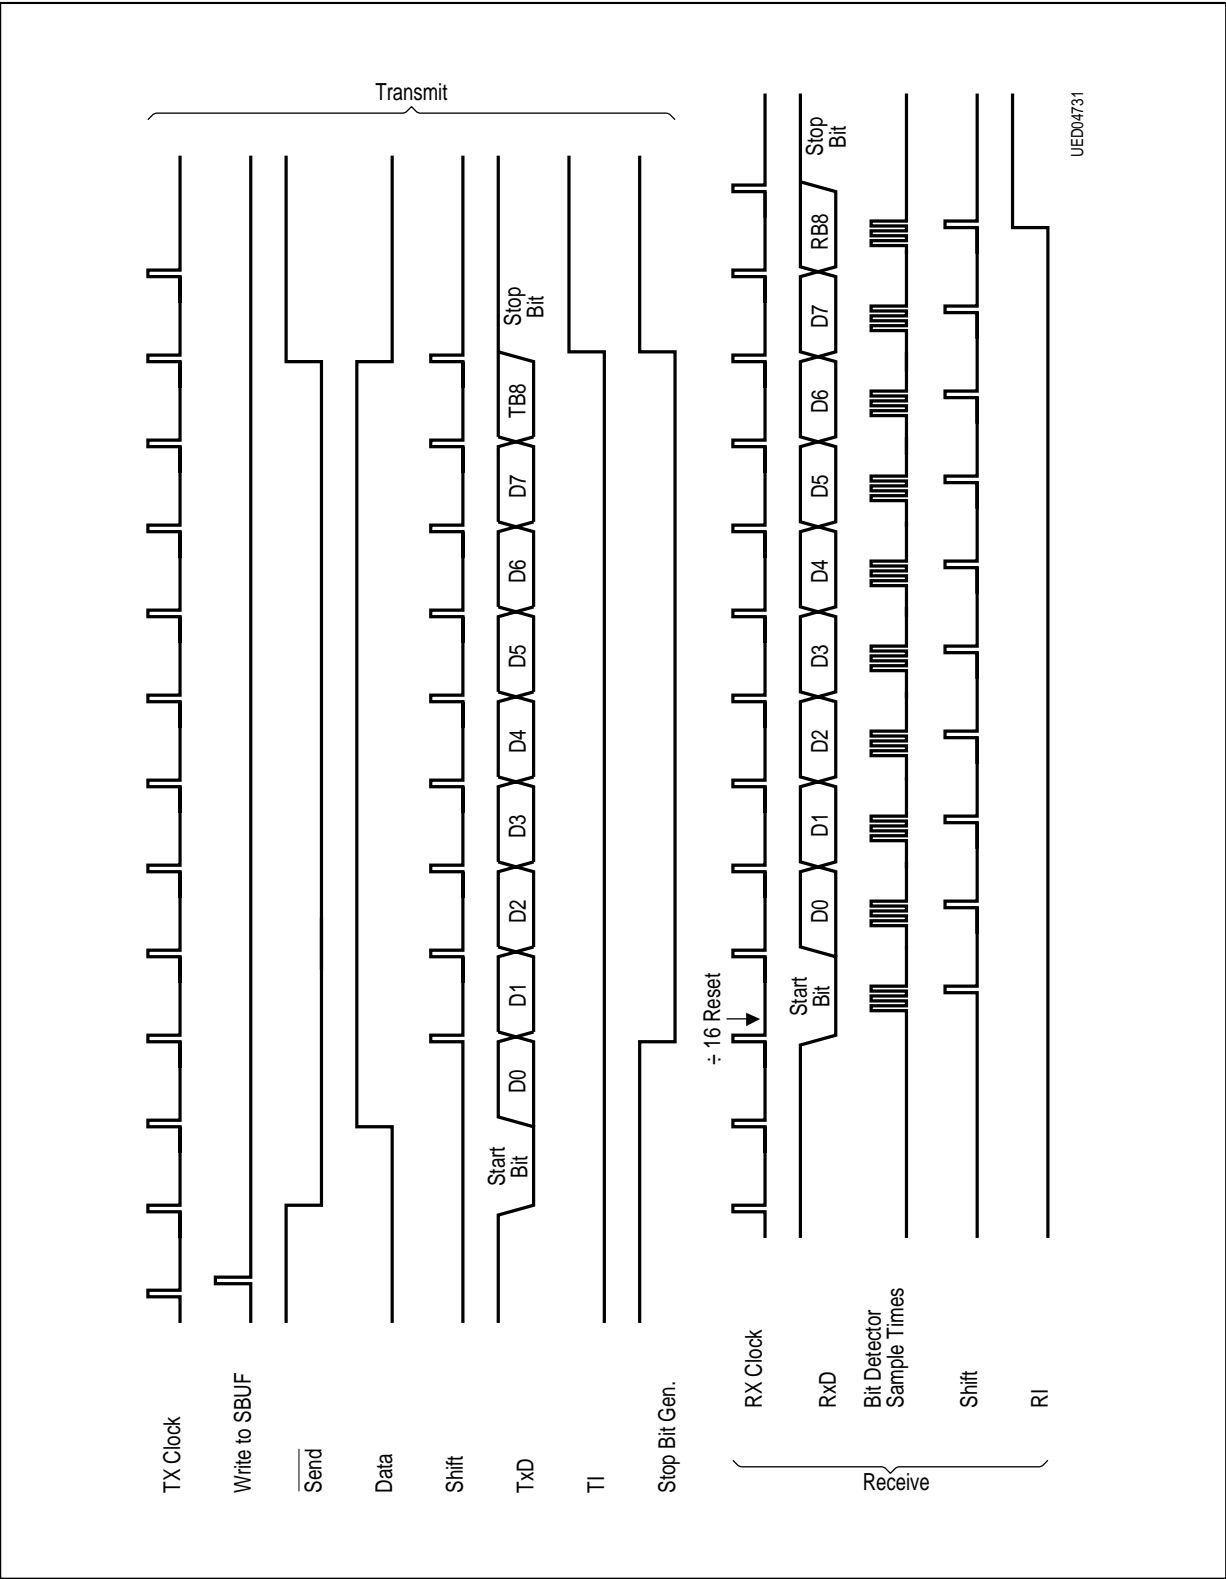 Transmit
TX Clock
Write to SBUF
Send
Data
Shift
TxD
Start
Bit
D0
D1
D2
D3
D4
D5
D6
D7
TB8
Stop
Bit
TI
Stop Bit Gen.
Receive
÷ 16 Reset
RX Clock
RxD
Start
Bit
D0
D1
D2
D3
D4
D5
D6
D7
RB8
Stop
Bit
Bit Detector
Sample Times
Shift
RI
UED04731